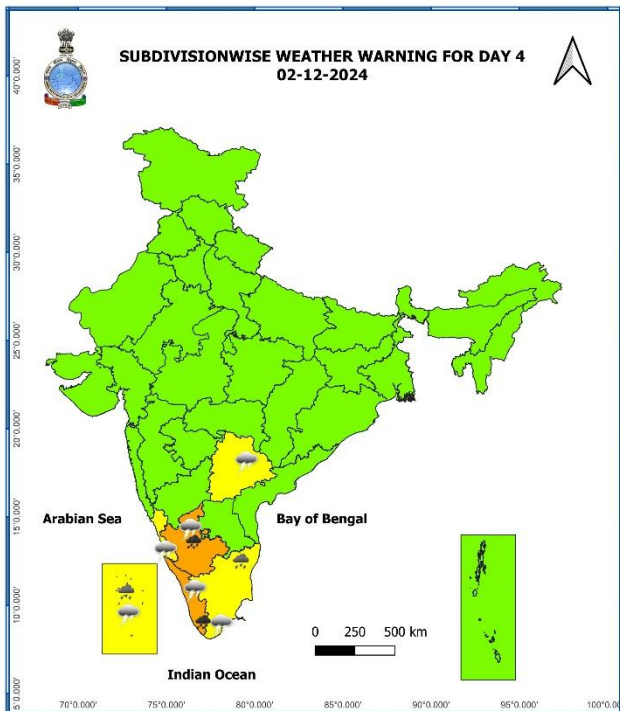 SUBDIVISIONWISE WEATHER WARNING FOR DAY 4
02-12-2024
40°0.000'
35°0.000'
30°0.000'
25°0.000'
20°0.000'
15°0.000'
10°0.000'
5°0.000'
Arabian Sea
Bay of Bengal
Indian Ocean
0 250 500 km
70°0.000' 75°0.000' 80°0.000' 85°0.000' 90°0.000' 95°0.000' 100°0.000'